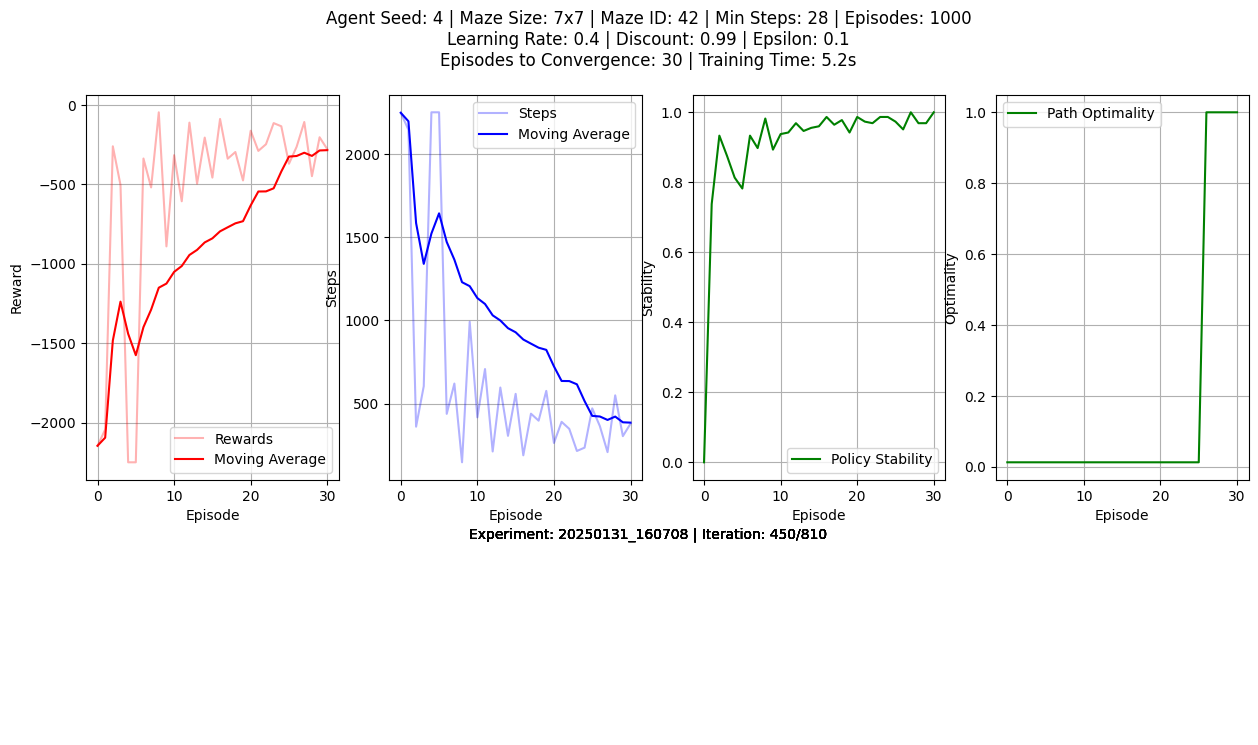 Agent Seed: 4 | Maze Size: 7x7 | Maze ID: 42 | Min Steps: 28 | Episodes: 1000
Learning Rate: 0.4 | Discount: 0.99 | Epsilon: 0.1
Episodes to Convergence: 30 | Training Time: 5.2s
Reward
0
−500
−1000
−1500
−2000
Rewards
Moving Average
0
10
20
30
Episode
Steps
2000
1500
1000
500
Steps
Moving Average
0
10
20
30
Episode
Stability
1.0
0.8
0.6
0.4
0.2
0.0
Policy Stability
0
10
20
30
Episode
Optimality
1.0
0.8
0.6
0.4
0.2
0.0
Path Optimality
0
10
20
30
Episode
Experiment: 20250131_160708 | Iteration: 450/810